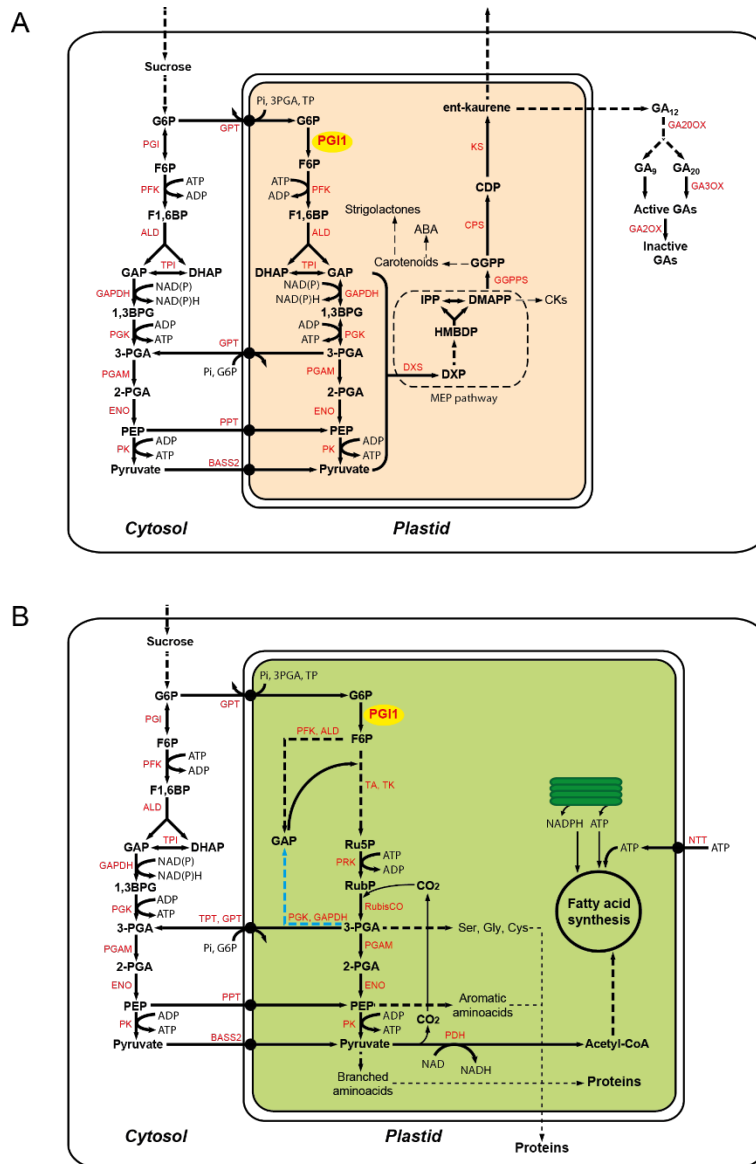 A
Sucrose
G6P GPT Pi, 3PGA, TP G6P ent-kaurene GA12
PGI PGI1 GA20OX
F6P F6P KS GA9 GA20
PFK ATP ADP ATP ADP PFK CDP GA3OX
F1,6BP F1,6BP Strigolactones ABA CPS Active GAs
ALD ALD GA2OX
Carotenoids GGPP Inactive
TPI TPI GAs
GAP DHAP DHAP GAP GGPPS
GAPDH NAD(P) NAD(P)H NAD(P) NAD(P)H GAPDH IPP DMAPP CKs
1,3BPG 1,3BPG
PGK ADP ATP ADP ATP PGK HMBDP
3-PGA GPT 3-PGA
Pi, G6P DXS DXP
PGAM PGAM MEP pathway
2-PGA 2-PGA
ENO ENO
PEP PPT PEP
PK ADP ATP PK ADP ATP
Pyruvate BASS2 Pyruvate
Cytosol Plastid
B
Sucrose
G6P GPT Pi, 3PGA, TP G6P
PGI PGI1
F6P PFK, ALD F6P
PFK ATP ADP
F1,6BP TA, TK
ALD NADPH ATP
TPI GAP Ru5P ATP NTT ATP
GAP DHAP PRK ATP ADP
GAPDH NAD(P) NAD(P)H RubP CO2 Fatty acid
1,3BPG RubisCO synthesis
PGK ADP ATP TPT, GPT PGK, GAPDH
3-PGA Pi, G6P 3-PGA Ser, Gly, Cys
PGAM PGAM
2-PGA 2-PGA
ENO ENO
PEP PPT PEP Aromatic
aminoacids
PK ADP ATP PK ADP ATP CO2
Pyruvate BASS2 Pyruvate PDH Acetyl-CoA
NAD NADH
Branched
aminoacids Proteins
Cytosol Plastid Proteins